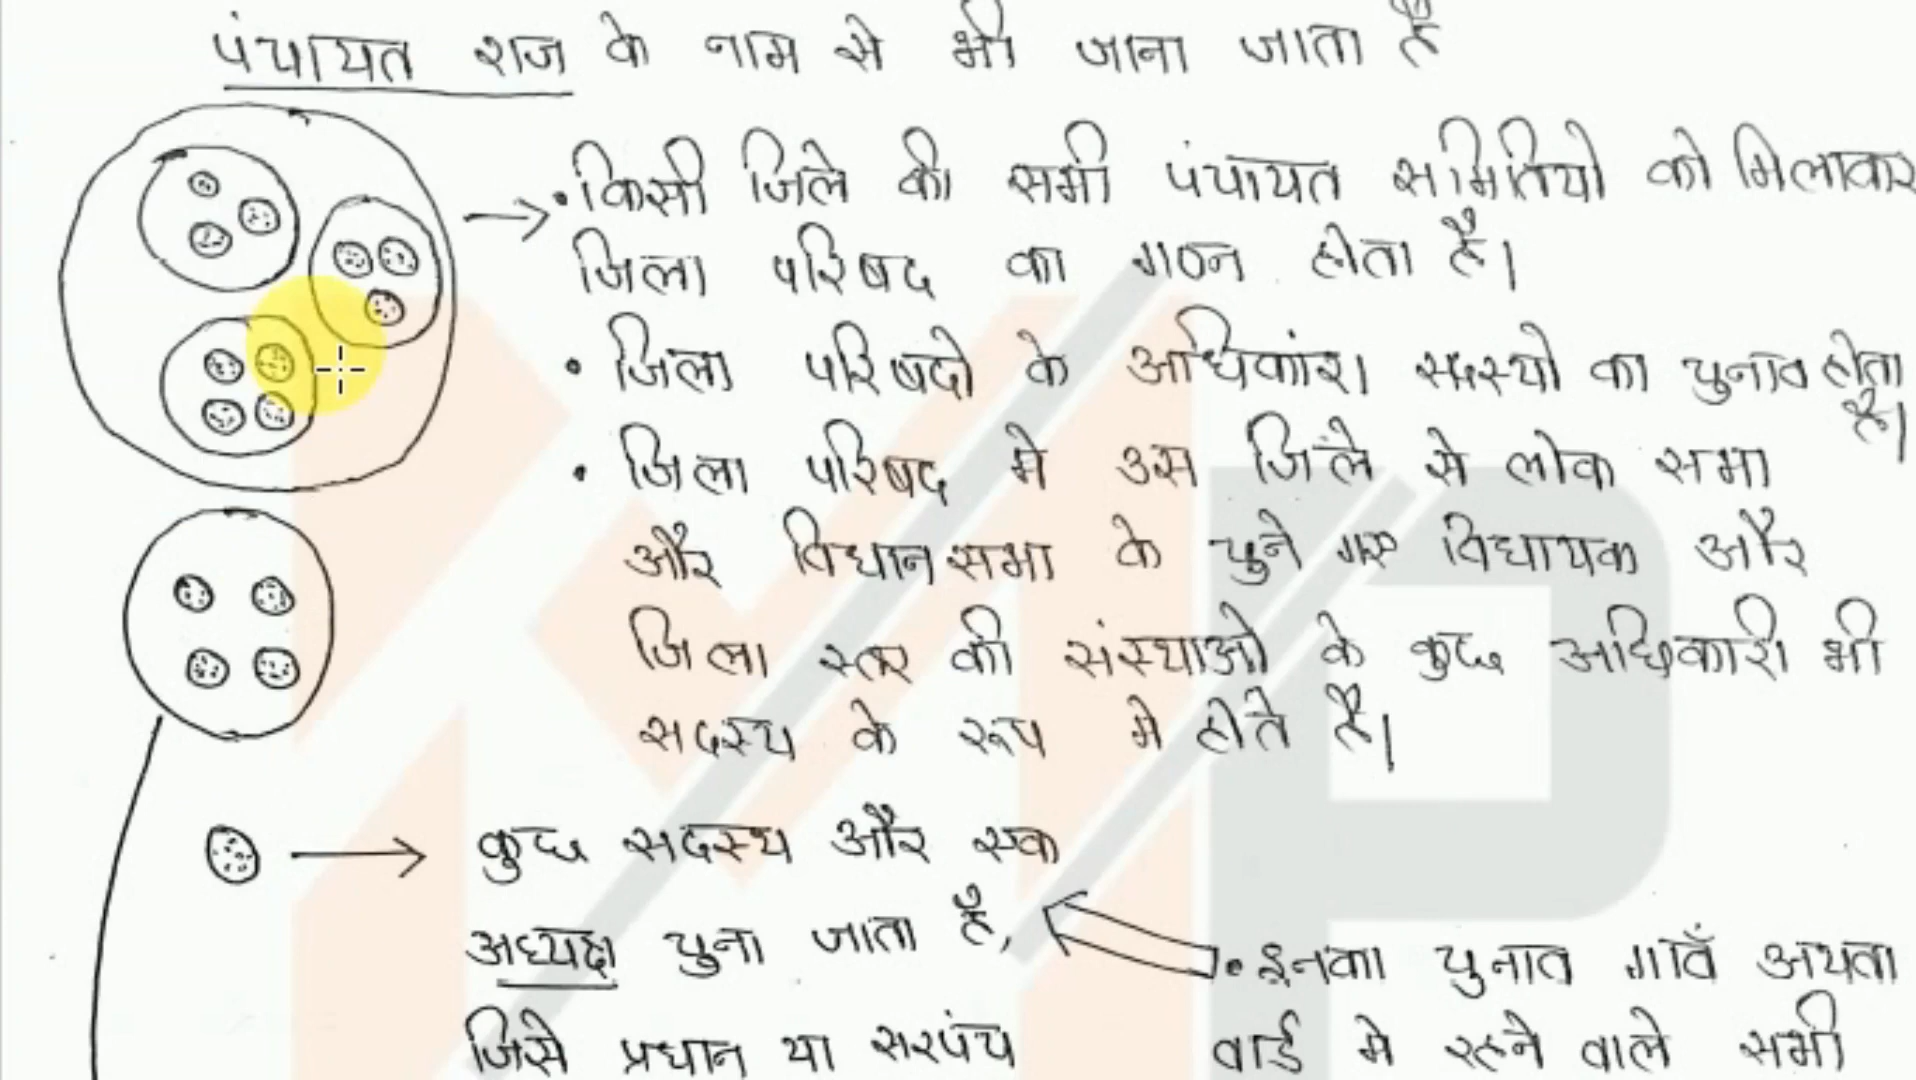 पंचायत राज के नाम से भी जाना जाता है
• किसी जिले की सभी पंचायत समितियों को मिलाकर
जिला परिषद का गठन होता है।
• जिला परिषदों के अधिकांश सदस्यों का चुनाव होता
है।
• जिला परिषद में उस जिले से लोक सभा
और विधान सभा के चुने गए विधायक और
जिला स्तर की संस्थाओं के कुछ अधिकारी भी
सदस्य के रूप में होते है।
कुछ सदस्य और एक
अध्यक्ष चुना जाता है,
जिसे प्रधान या सरपंच
• इनका चुनाव गाँव अथवा
वार्ड में रहने वाले सभी